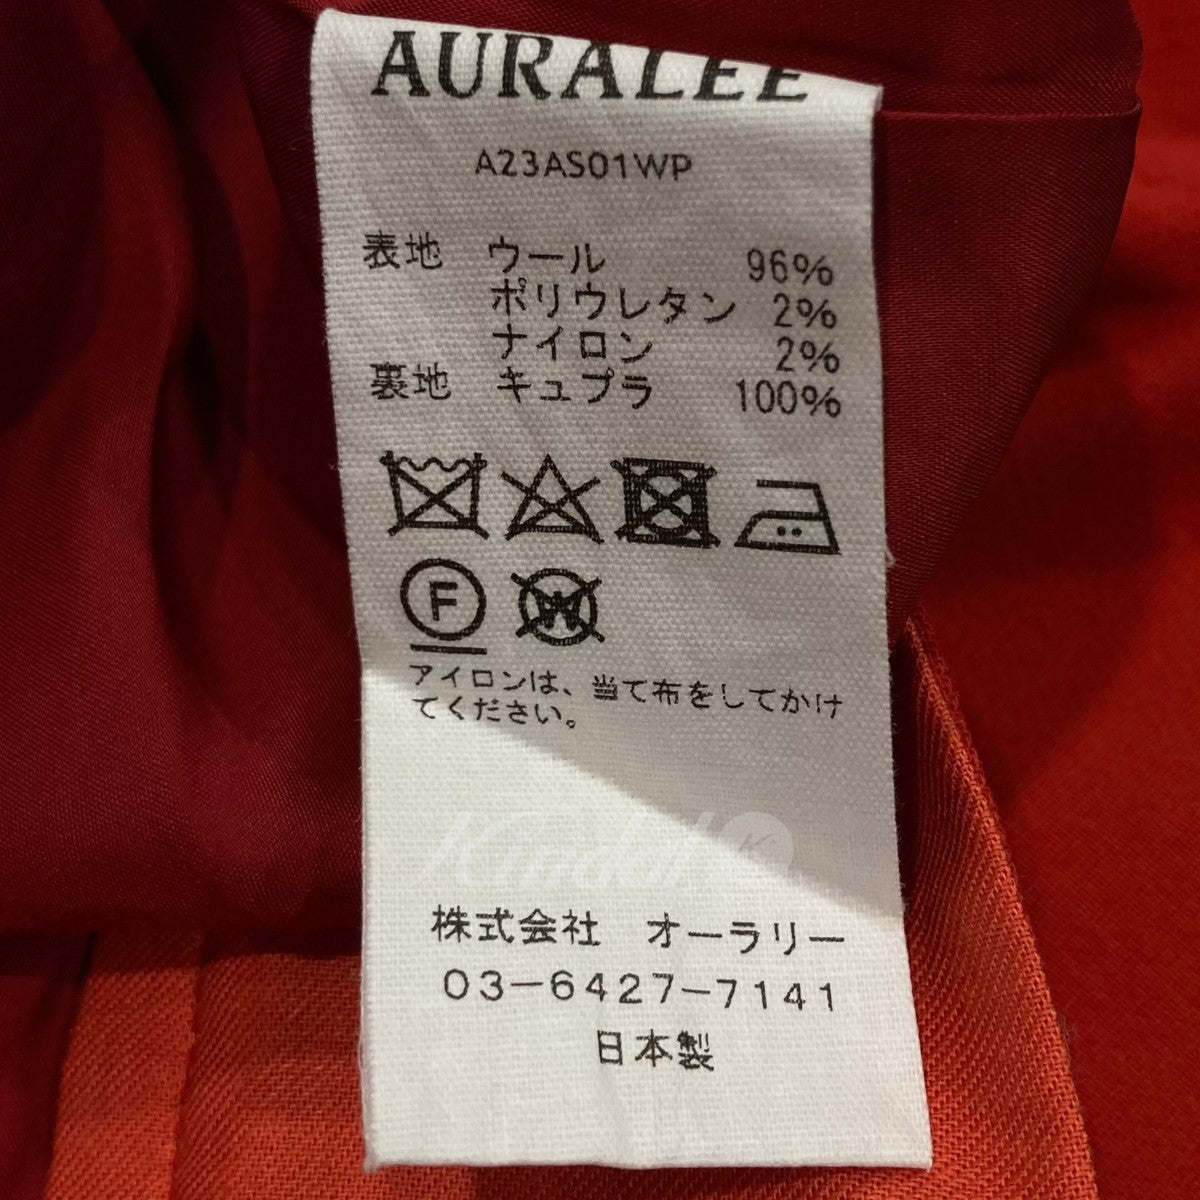 AURALEE
A23AS01WP
表地 ウール 96%
ポリウレタン 2%
ナイロン 2%
裏地 キュプラ 100%
F
W
アイロンは、当て布をしてかけ
てください。
Kindal K
株式会社 オーラリー
03-6427-7141
日本製